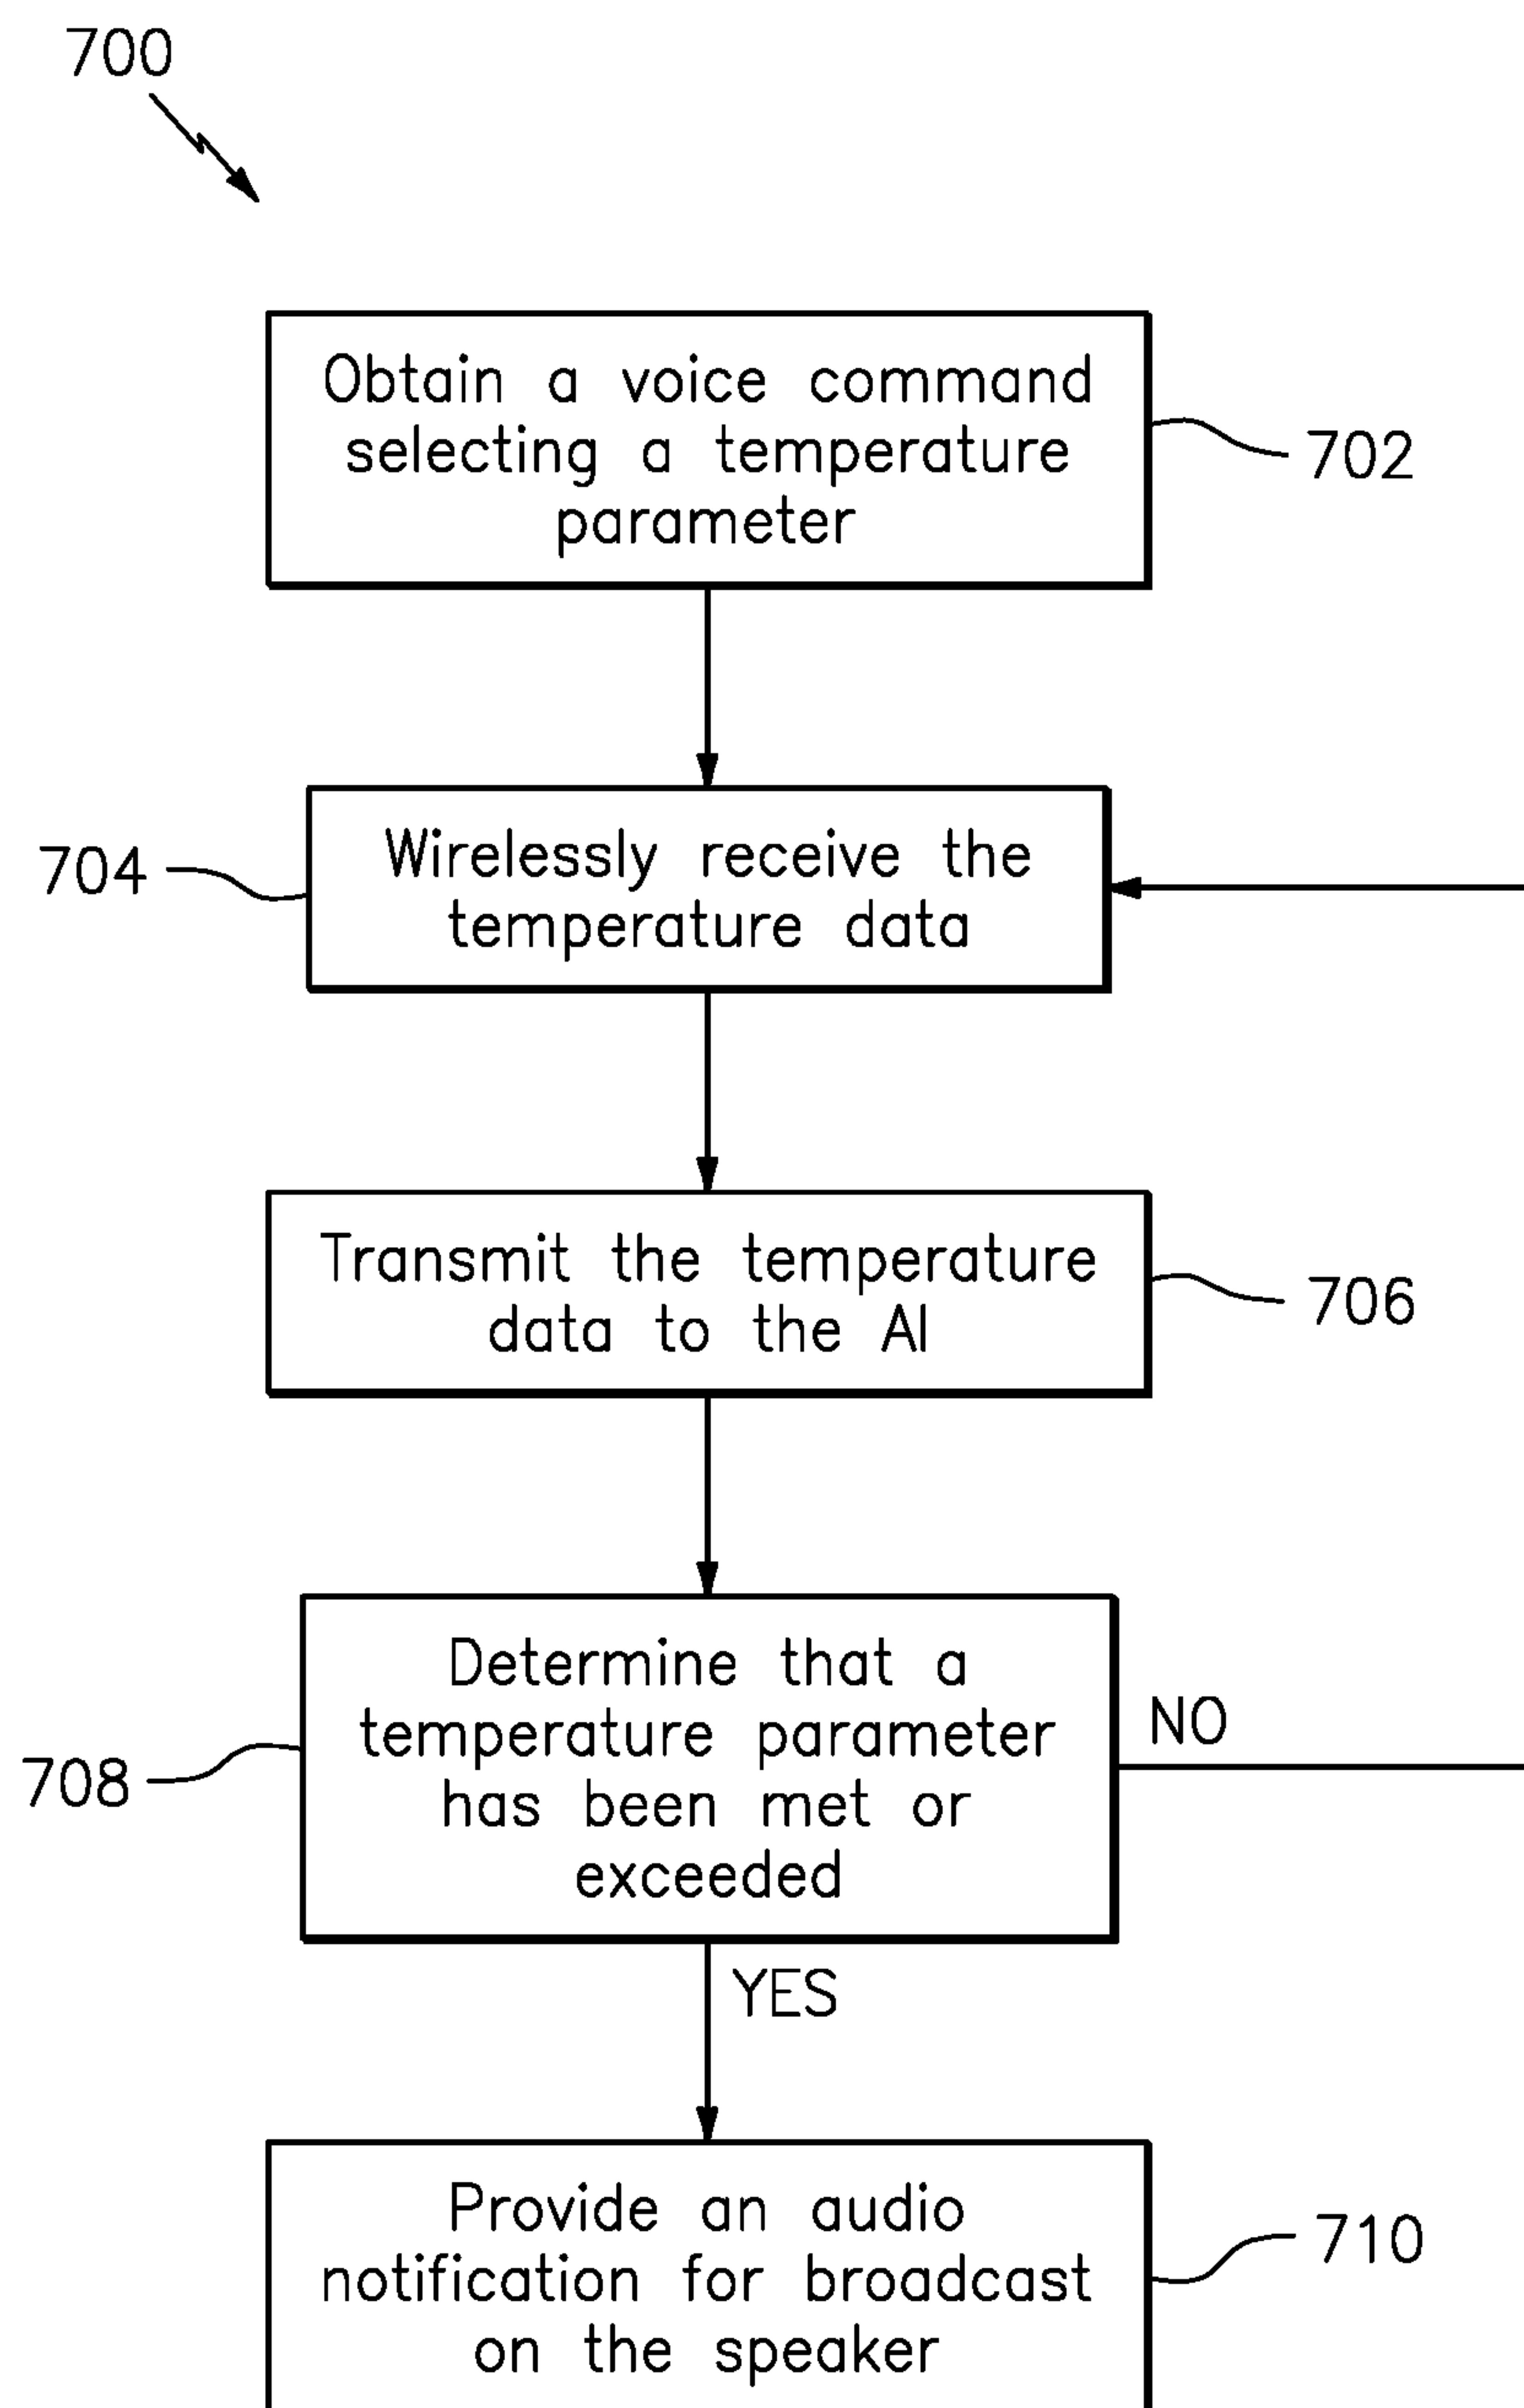 700
Obtain a voice command
selecting a temperature
parameter
702
Wirelessly receive the
temperature data
704
Transmit the temperature
data to the AI
706
Determine that a
temperature parameter
has been met or
exceeded
NO
708
YES
Provide an audio
notification for broadcast
on the speaker
710